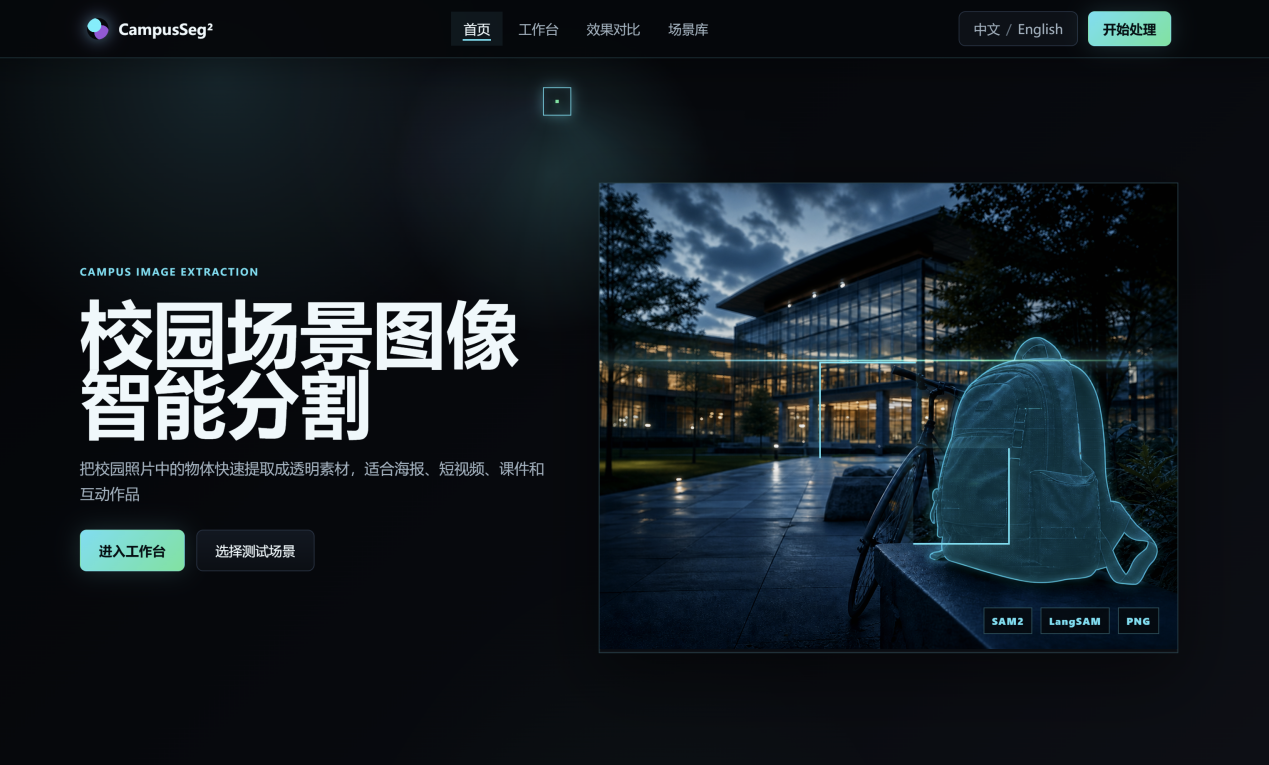 CampusSeg²
首页
工作台
效果对比
场景库
中文 / English
开始处理
CAMPUS IMAGE EXTRACTION
校园场景图像
智能分割
把校园照片中的物体快速提取成透明素材，适合海报、短视频、课件和
互动作品
进入工作台
选择测试场景
SAM2
LangSAM
PNG